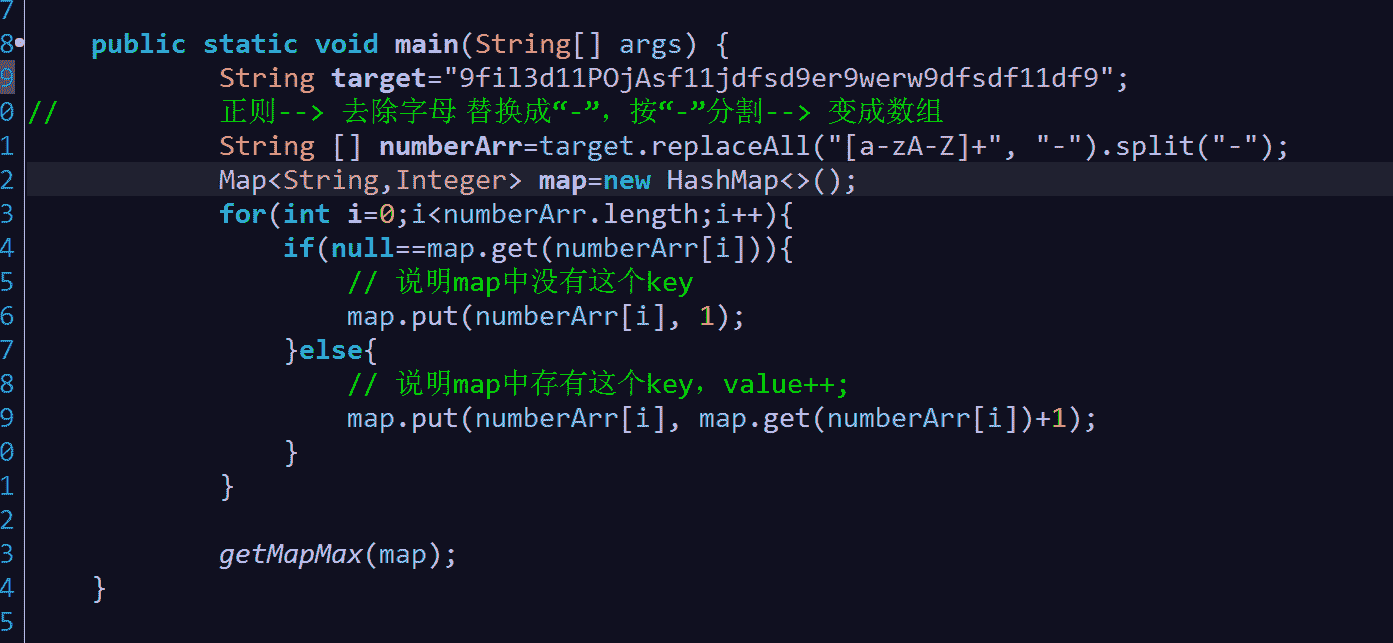 7
8 public static void main(String[] args) {
9 String target="9fil3d11POjAsf11jdfsd9er9werw9dfsdf11df9";
0 // 正则--> 去除字母 替换成“-”，按“-”分割--> 变成数组
1 String [] numberArr=target.replaceAll("[a-zA-Z]+", "-").split("-");
2 Map<String,Integer> map=new HashMap<>();
3 for(int i=0;i<numberArr.length;i++){
4 if(null==map.get(numberArr[i])){
5 // 说明map中没有这个key
6 map.put(numberArr[i], 1);
7 }else{
8 // 说明map中存有这个key，value++;
9 map.put(numberArr[i], map.get(numberArr[i])+1);
0 }
1 }
2
3 getMapMax(map);
4 }
5